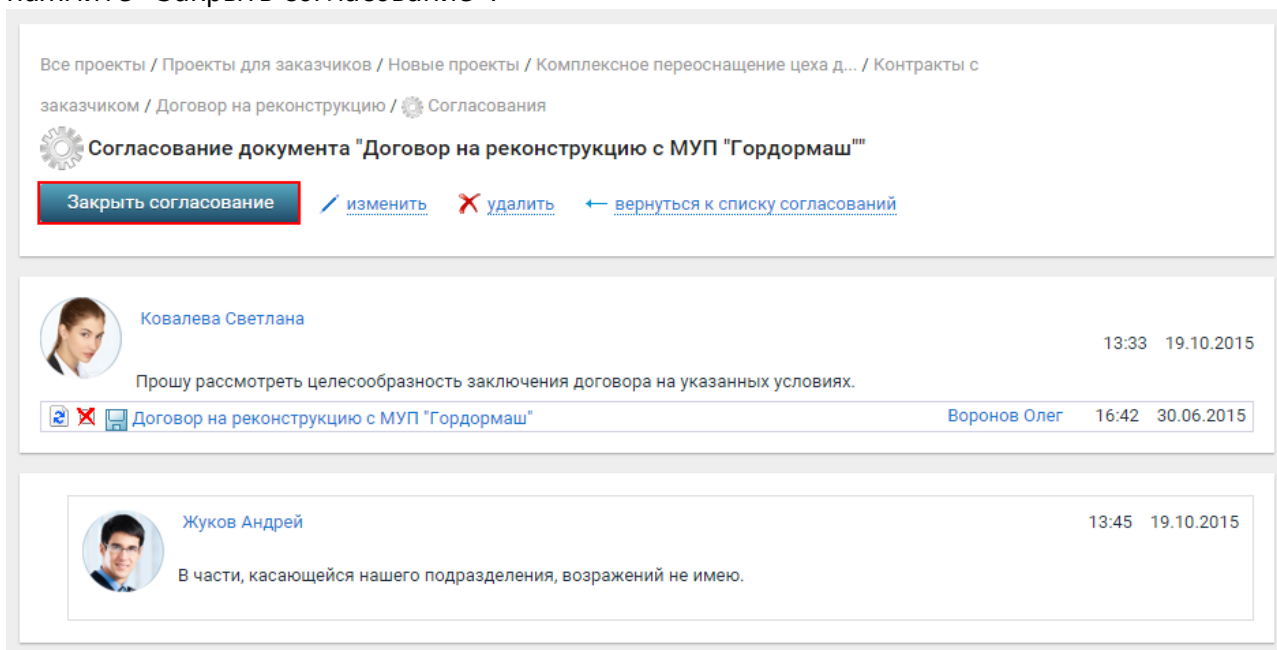 нажмите "Закрыть согласование".
Все проекты / Проекты для заказчиков / Новые проекты / Комплексное переоснащение цеха д... / Контракты с
заказчиком / Договор на реконструкцию / Согласования
Согласование документа "Договор на реконструкцию с МУП "Гордормаш""
Закрыть согласование изменить удалить ← вернуться к списку согласований
Ковалева Светлана
13:33 19.10.2015
Прошу рассмотреть целесообразность заключения договора на указанных условиях.
Договор на реконструкцию с МУП "Гордормаш" Воронов Олег 16:42 30.06.2015
Жуков Андрей 13:45 19.10.2015
В части, касающейся нашего подразделения, возражений не имею.